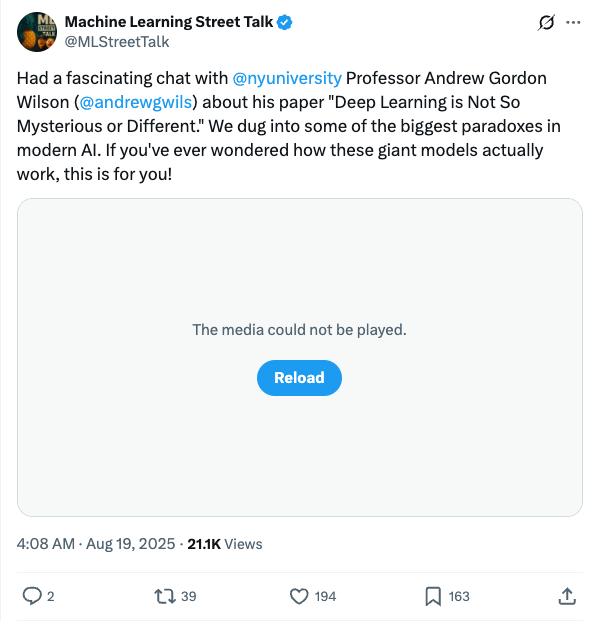 Machine Learning Street Talk
@MLStreetTalk
Had a fascinating chat with @nyuniversity Professor Andrew Gordon
Wilson (@andrewgwils) about his paper "Deep Learning is Not So
Mysterious or Different." We dug into some of the biggest paradoxes in
modern AI. If you've ever wondered how these giant models actually
work, this is for you!
The media could not be played.
Reload
4:08 AM · Aug 19, 2025 · 21.1K Views
2 39 194 163